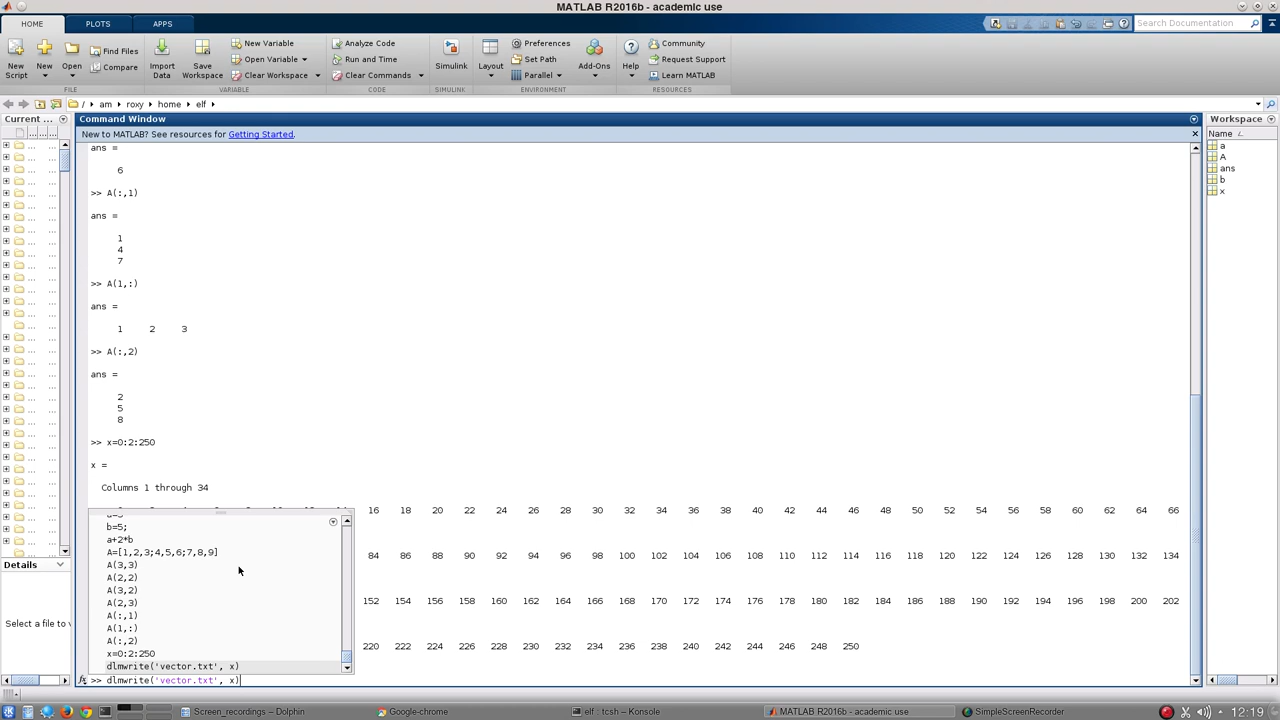 MATLAB R2016b - academic use
HOME PLOTS APPS
Search Documentation
New Script
New
Open
Find Files
Compare
Import Data
Save Workspace
New Variable
Open Variable
Clear Workspace
Analyze Code
Run and Time
Clear Commands
Simulink
Layout
Preferences
Set Path
Parallel
Add-Ons
Help
Community
Request Support
Learn MATLAB
FILE VARIABLE CODE SIMULINK ENVIRONMENT RESOURCES
/ am roxy home elf
Current ...
Command Window
Workspace
New to MATLAB? See resources for Getting Started.
Name
a
A
ans
b
x
ans =
6
>> A(:,1)
ans =
1
4
7
>> A(1,:)
ans =
1 2 3
>> A(:,2)
ans =
2
5
8
>> x=0:2:250
x =
Columns 1 through 34
16 18 20 22 24 26 28 30 32 34 36 38 40 42 44 46 48 50 52 54 56 58 60 62 64 66
84 86 88 90 92 94 96 98 100 102 104 106 108 110 112 114 116 118 120 122 124 126 128 130 132 134
152 154 156 158 160 162 164 166 168 170 172 174 176 178 180 182 184 186 188 190 192 194 196 198 200 202
220 222 224 226 228 230 232 234 236 238 240 242 244 246 248 250
b=5;
a+2*b
A=[1,2,3;4,5,6;7,8,9]
A(3,3)
A(2,2)
A(3,2)
A(2,3)
A(:,1)
A(1,:)
A(:,2)
x=0:2:250
dlmwrite('vector.txt', x)
fx >> dlmwrite('vector.txt', x)
Details
Select a file to v
Screen_recordings – Dolphin
Google-chrome
elf : tcsh – Konsole
MATLAB R2016b - academic use
SimpleScreenRecorder
12:19